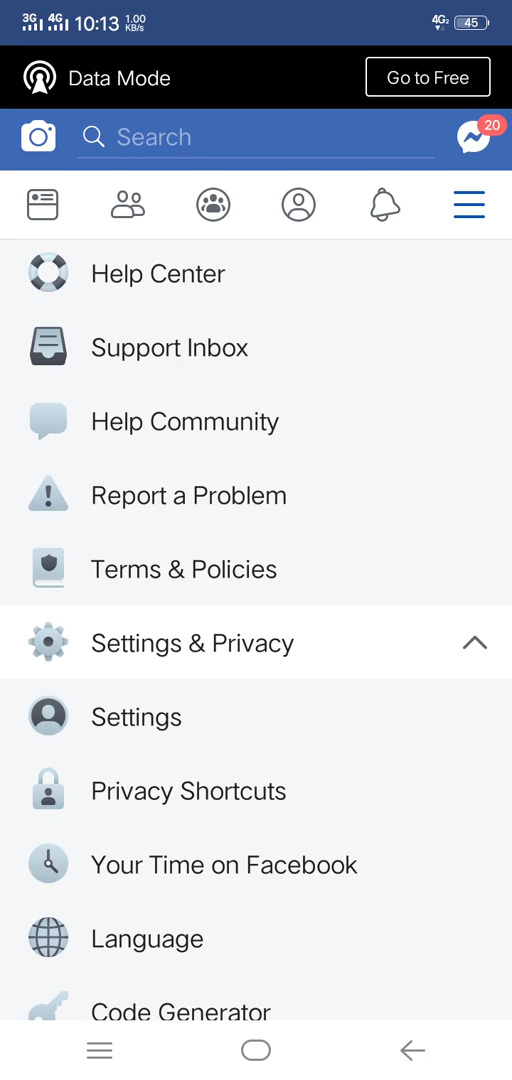 3G 4G 10:13 1.00 KB/s 4G2 45
Data Mode Go to Free
Search 20
Help Center
Support Inbox
Help Community
Report a Problem
Terms & Policies
Settings & Privacy
Settings
Privacy Shortcuts
Your Time on Facebook
Language
Code Generator